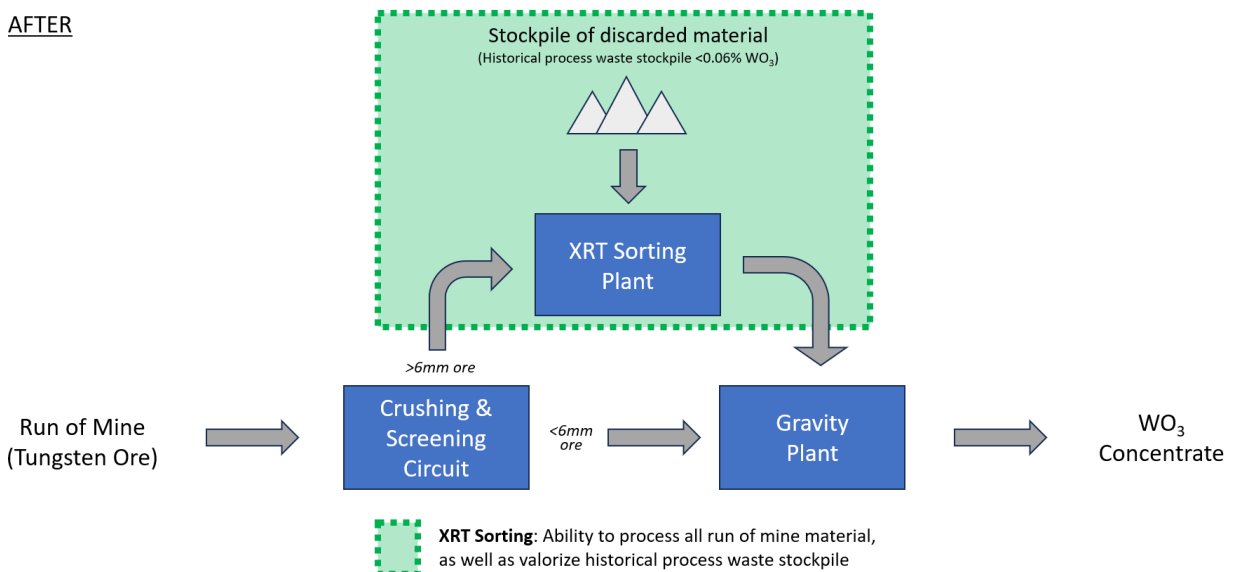 AFTER
Stockpile of discarded material
(Historical process waste stockpile <0.06% WO₃)
XRT Sorting
Plant
>6mm ore
Run of Mine
(Tungsten Ore)
Crushing &
Screening
Circuit
<6mm
ore
Gravity
Plant
WO₃
Concentrate
XRT Sorting: Ability to process all run of mine material,
as well as valorize historical process waste stockpile